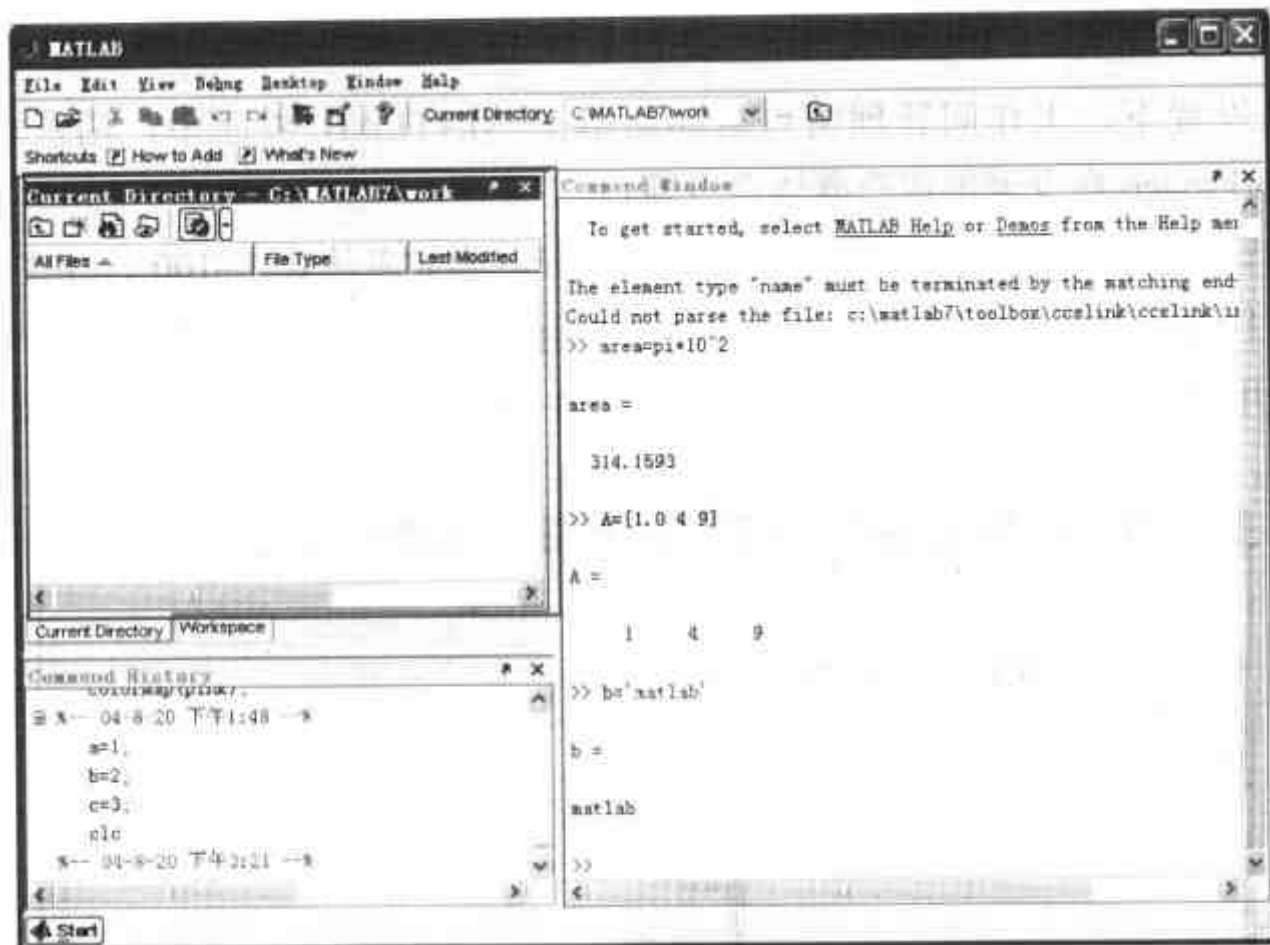 MATLAB
File Edit View Debug Desktop Window Help
Current Directory: C:\MATLAB7\work
Shortcuts How to Add What's New
Current Directory - C:\MATLAB7\work
All Files File Type Last Modified
Current Directory Workspace
Command History
colormap(pink);
%-- 04-8-20 下午1:48 --%
a=1;
b=2;
c=3;
clc
%-- 04-8-20 下午2:21 --%
Start
Command Window
To get started, select MATLAB Help or Demos from the Help men
The element type "name" must be terminated by the matching end-
Could not parse the file: c:\matlab7\toolbox\ccslink\ccslink\in
>> area=pi*10^2
area =
314.1593
>> A=[1.0 4 9]
A =
1 4 9
>> b='matlab'
b =
matlab
>>